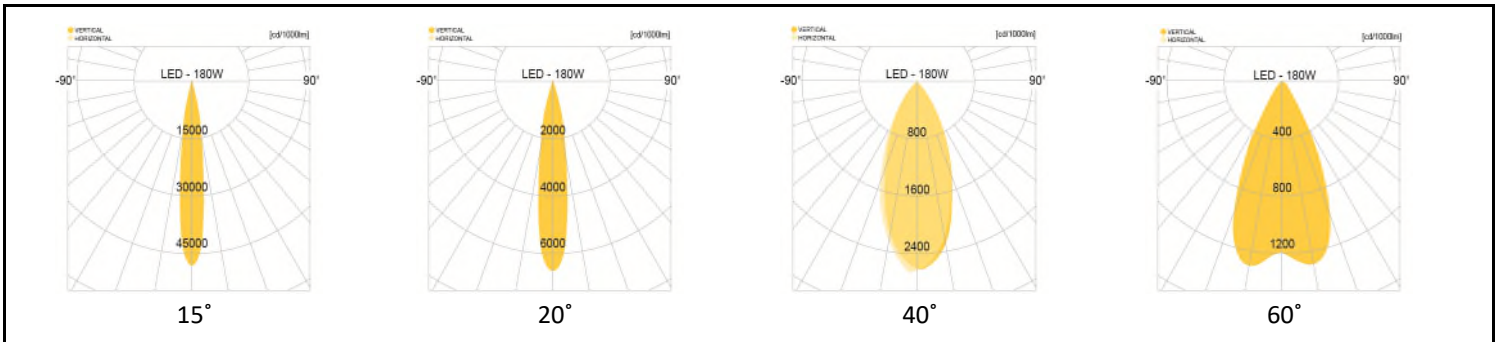 VERTICAL
HORIZONTAL
[cd/1000lm]
LED - 180W
-90˚
90˚
15000
30000
45000
15˚
VERTICAL
HORIZONTAL
[cd/1000lm]
LED - 180W
-90˚
90˚
2000
4000
6000
20˚
VERTICAL
HORIZONTAL
[cd/1000lm]
LED - 180W
-90˚
90˚
800
1600
2400
40˚
VERTICAL
HORIZONTAL
[cd/1000lm]
LED - 180W
-90˚
90˚
400
800
1200
60˚